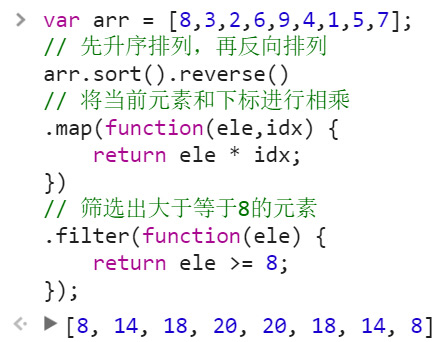 var arr = [8,3,2,6,9,4,1,5,7];
// 先升序排列，再反向排列
arr.sort().reverse()
// 将当前元素和下标进行相乘
.map(function(ele,idx) {
    return ele * idx;
})
// 筛选出大于等于8的元素
.filter(function(ele) {
    return ele >= 8;
});
[8, 14, 18, 20, 20, 18, 14, 8]